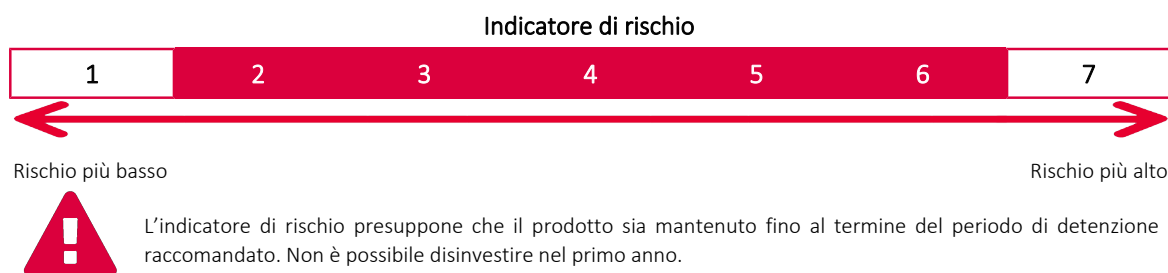 Indicatore di rischio
1 2 3 4 5 6 7
Rischio più basso Rischio più alto
L’indicatore di rischio presuppone che il prodotto sia mantenuto fino al termine del periodo di detenzione
raccomandato. Non è possibile disinvestire nel primo anno.